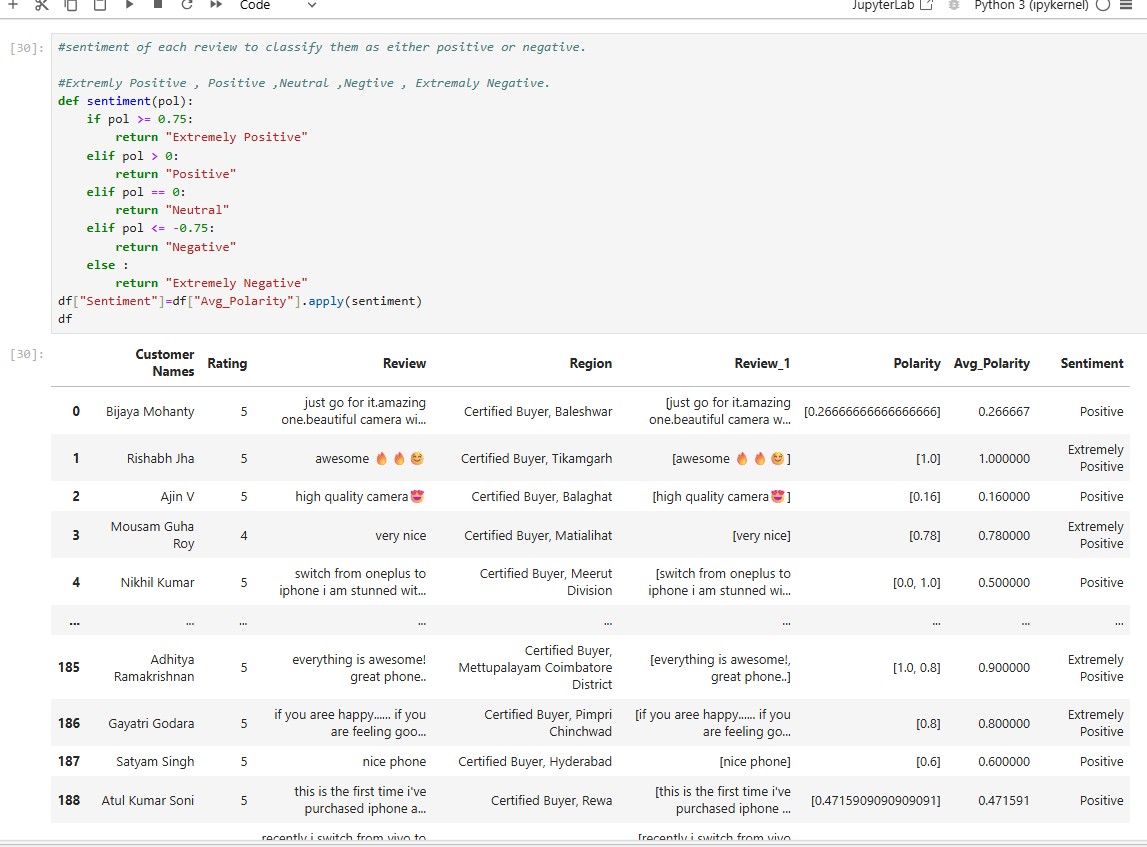 Code
JupyterLab
Python 3 (ipykernel)
[30]:
#sentiment of each review to classify them as either positive or negative.
#Extremly Positive , Positive ,Neutral ,Negtive , Extremaly Negative.
def sentiment(pol):
    if pol >= 0.75:
        return "Extremely Positive"
    elif pol > 0:
        return "Positive"
    elif pol == 0:
        return "Neutral"
    elif pol <= -0.75:
        return "Negative"
    else :
        return "Extremely Negative"
df["Sentiment"]=df["Avg_Polarity"].apply(sentiment)
df
[30]:
Customer Names Rating Review Region Review_1 Polarity Avg_Polarity Sentiment
0 Bijaya Mohanty 5 just go for it.amazing one.beautiful camera wi... Certified Buyer, Baleshwar [just go for it.amazing one.beautiful camera w... [0.26666666666666666] 0.266667 Positive
1 Rishabh Jha 5 awesome 🔥 🔥 😊 Certified Buyer, Tikamgarh [awesome 🔥 🔥 😊 ] [1.0] 1.000000 Extremely Positive
2 Ajin V 5 high quality camera😍 Certified Buyer, Balaghat [high quality camera😍 ] [0.16] 0.160000 Positive
3 Mousam Guha Roy 4 very nice Certified Buyer, Matialihat [very nice] [0.78] 0.780000 Extremely Positive
4 Nikhil Kumar 5 switch from oneplus to iphone i am stunned wit... Certified Buyer, Meerut Division [switch from oneplus to iphone i am stunned wi... [0.0, 1.0] 0.500000 Positive
... ... ... ... ... ... ... ... ...
185 Adhitya Ramakrishnan 5 everything is awesome! great phone.. Certified Buyer, Mettupalayam Coimbatore District [everything is awesome!, great phone..] [1.0, 0.8] 0.900000 Extremely Positive
186 Gayatri Godara 5 if you aree happy...... if you are feeling goo... Certified Buyer, Pimpri Chinchwad [if you aree happy...... if you are feeling go... [0.8] 0.800000 Extremely Positive
187 Satyam Singh 5 nice phone Certified Buyer, Hyderabad [nice phone] [0.6] 0.600000 Positive
188 Atul Kumar Soni 5 this is the first time i've purchased iphone a... Certified Buyer, Rewa [this is the first time i've purchased iphone ... [0.4715909090909091] 0.471591 Positive
recently i switch from vivo to [recently i switch from vivo